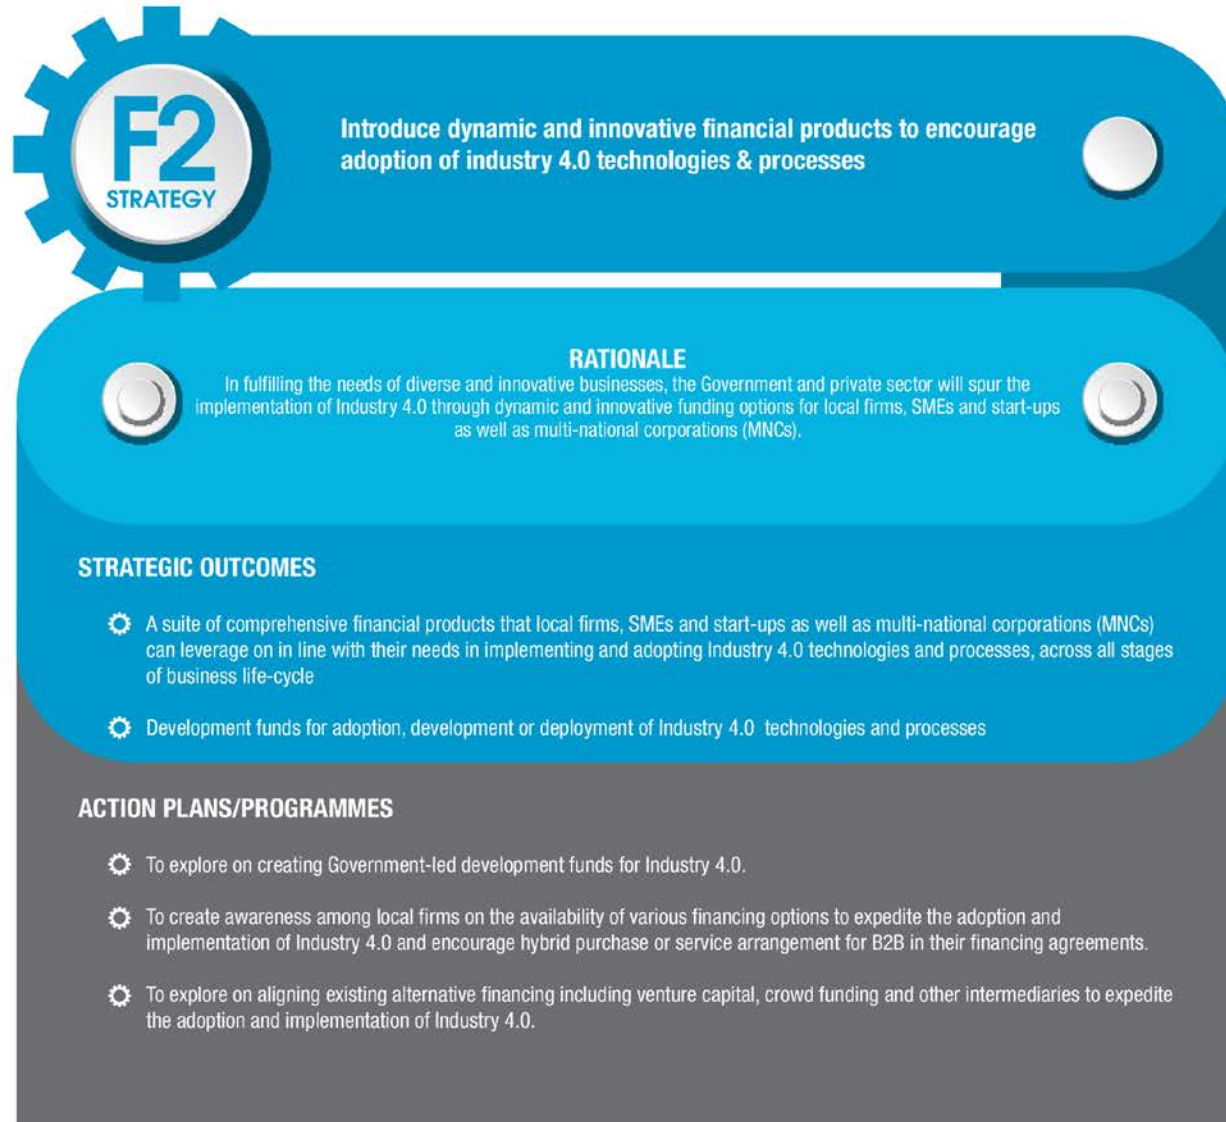 F2
STRATEGY
Introduce dynamic and innovative financial products to encourage
adoption of industry 4.0 technologies & processes
RATIONALE
In fulfilling the needs of diverse and innovative businesses, the Government and private sector will spur the
implementation of Industry 4.0 through dynamic and innovative funding options for local firms, SMEs and start-ups
as well as multi-national corporations (MNCs).
STRATEGIC OUTCOMES
A suite of comprehensive financial products that local firms, SMEs and start-ups as well as multi-national corporations (MNCs)
can leverage on in line with their needs in implementing and adopting Industry 4.0 technologies and processes, across all stages
of business life-cycle
Development funds for adoption, development or deployment of Industry 4.0 technologies and processes
ACTION PLANS/PROGRAMMES
To explore on creating Government-led development funds for Industry 4.0.
To create awareness among local firms on the availability of various financing options to expedite the adoption and
implementation of Industry 4.0 and encourage hybrid purchase or service arrangement for B2B in their financing agreements.
To explore on aligning existing alternative financing including venture capital, crowd funding and other intermediaries to expedite
the adoption and implementation of Industry 4.0.